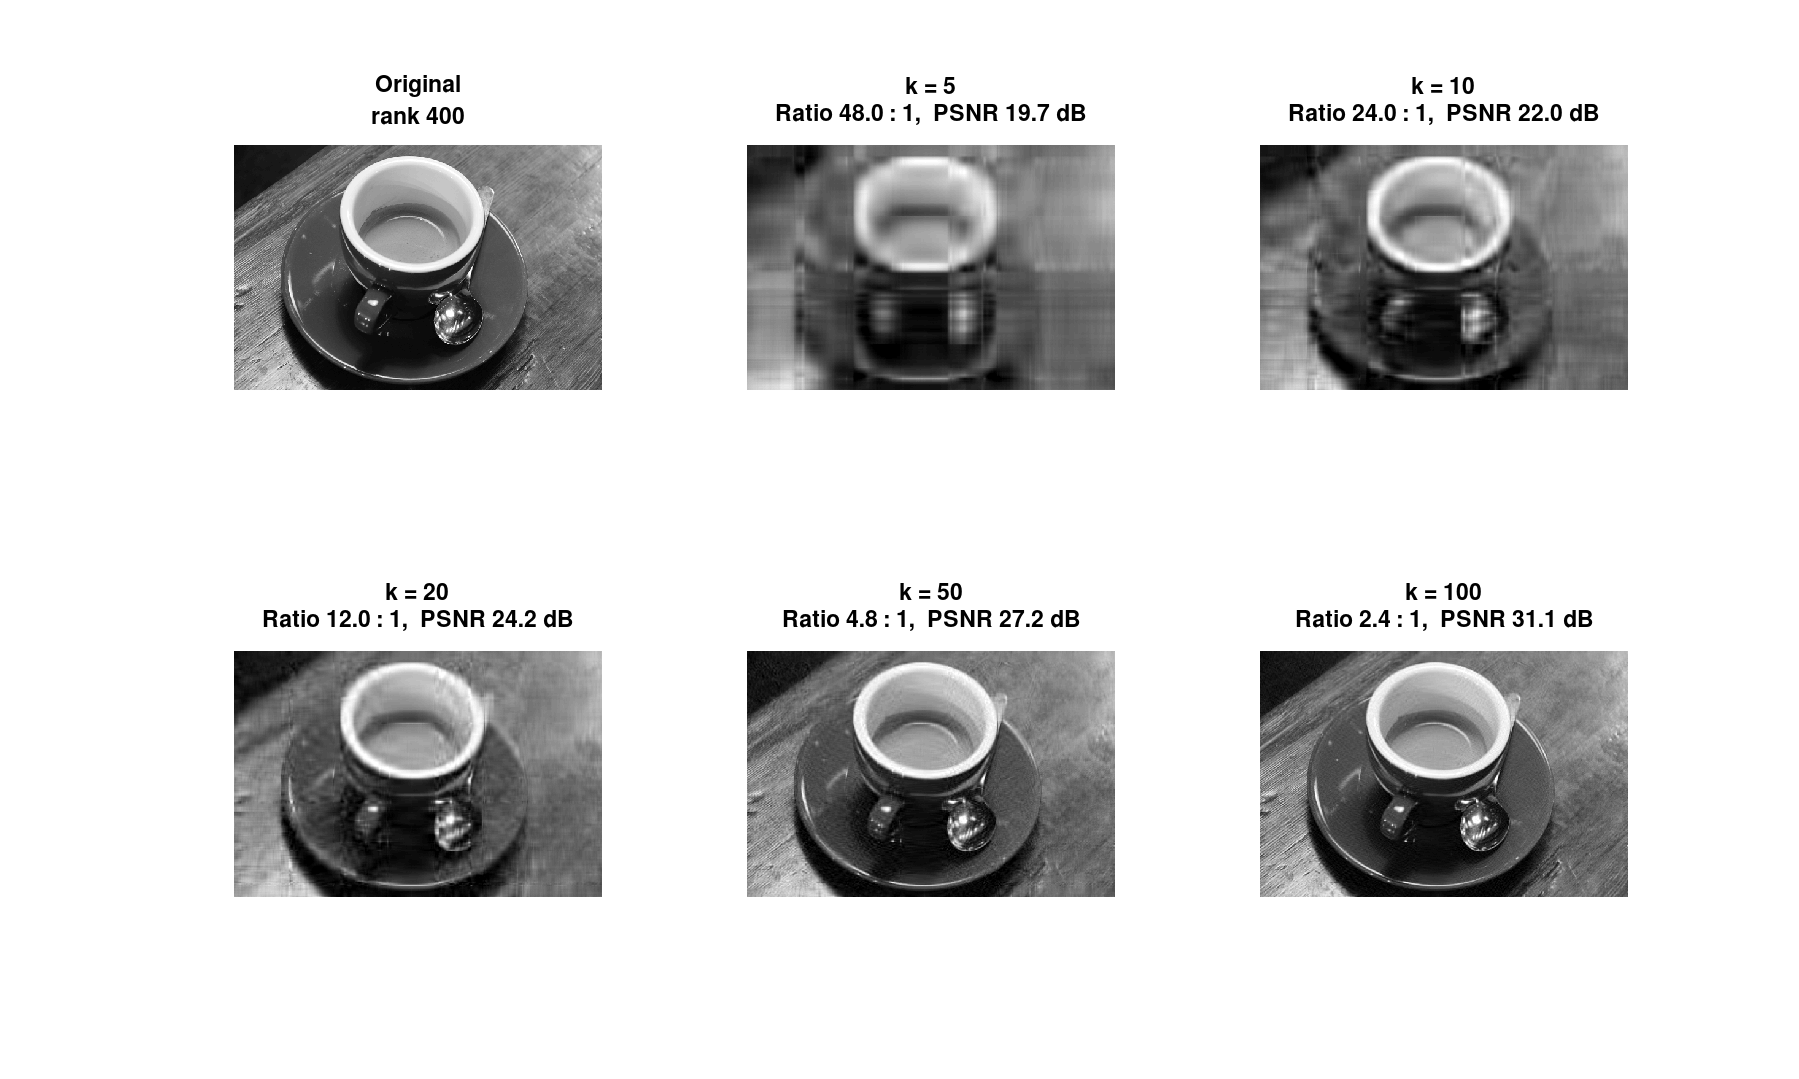 Original
rank 400
k = 5
Ratio 48.0 : 1, PSNR 19.7 dB
k = 10
Ratio 24.0 : 1, PSNR 22.0 dB
k = 20
Ratio 12.0 : 1, PSNR 24.2 dB
k = 50
Ratio 4.8 : 1, PSNR 27.2 dB
k = 100
Ratio 2.4 : 1, PSNR 31.1 dB